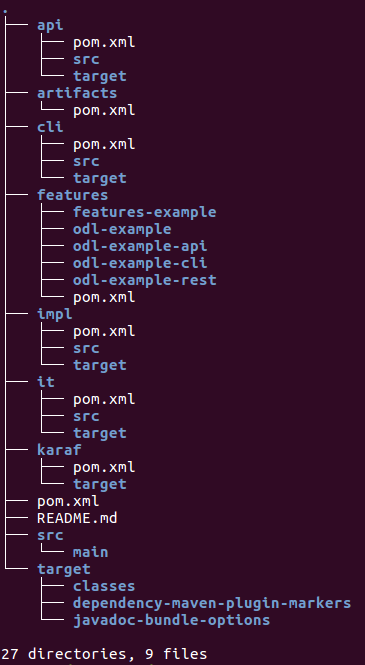 .
├── api
│   ├── pom.xml
│   ├── src
│   └── target
├── artifacts
│   └── pom.xml
├── cli
│   ├── pom.xml
│   ├── src
│   └── target
├── features
│   ├── features-example
│   ├── odl-example
│   ├── odl-example-api
│   ├── odl-example-cli
│   ├── odl-example-rest
│   └── pom.xml
├── impl
│   ├── pom.xml
│   ├── src
│   └── target
├── it
│   ├── pom.xml
│   ├── src
│   └── target
├── karaf
│   ├── pom.xml
│   └── target
├── pom.xml
├── README.md
├── src
│   └── main
└── target
    ├── classes
    ├── dependency-maven-plugin-markers
    └── javadoc-bundle-options
27 directories, 9 files